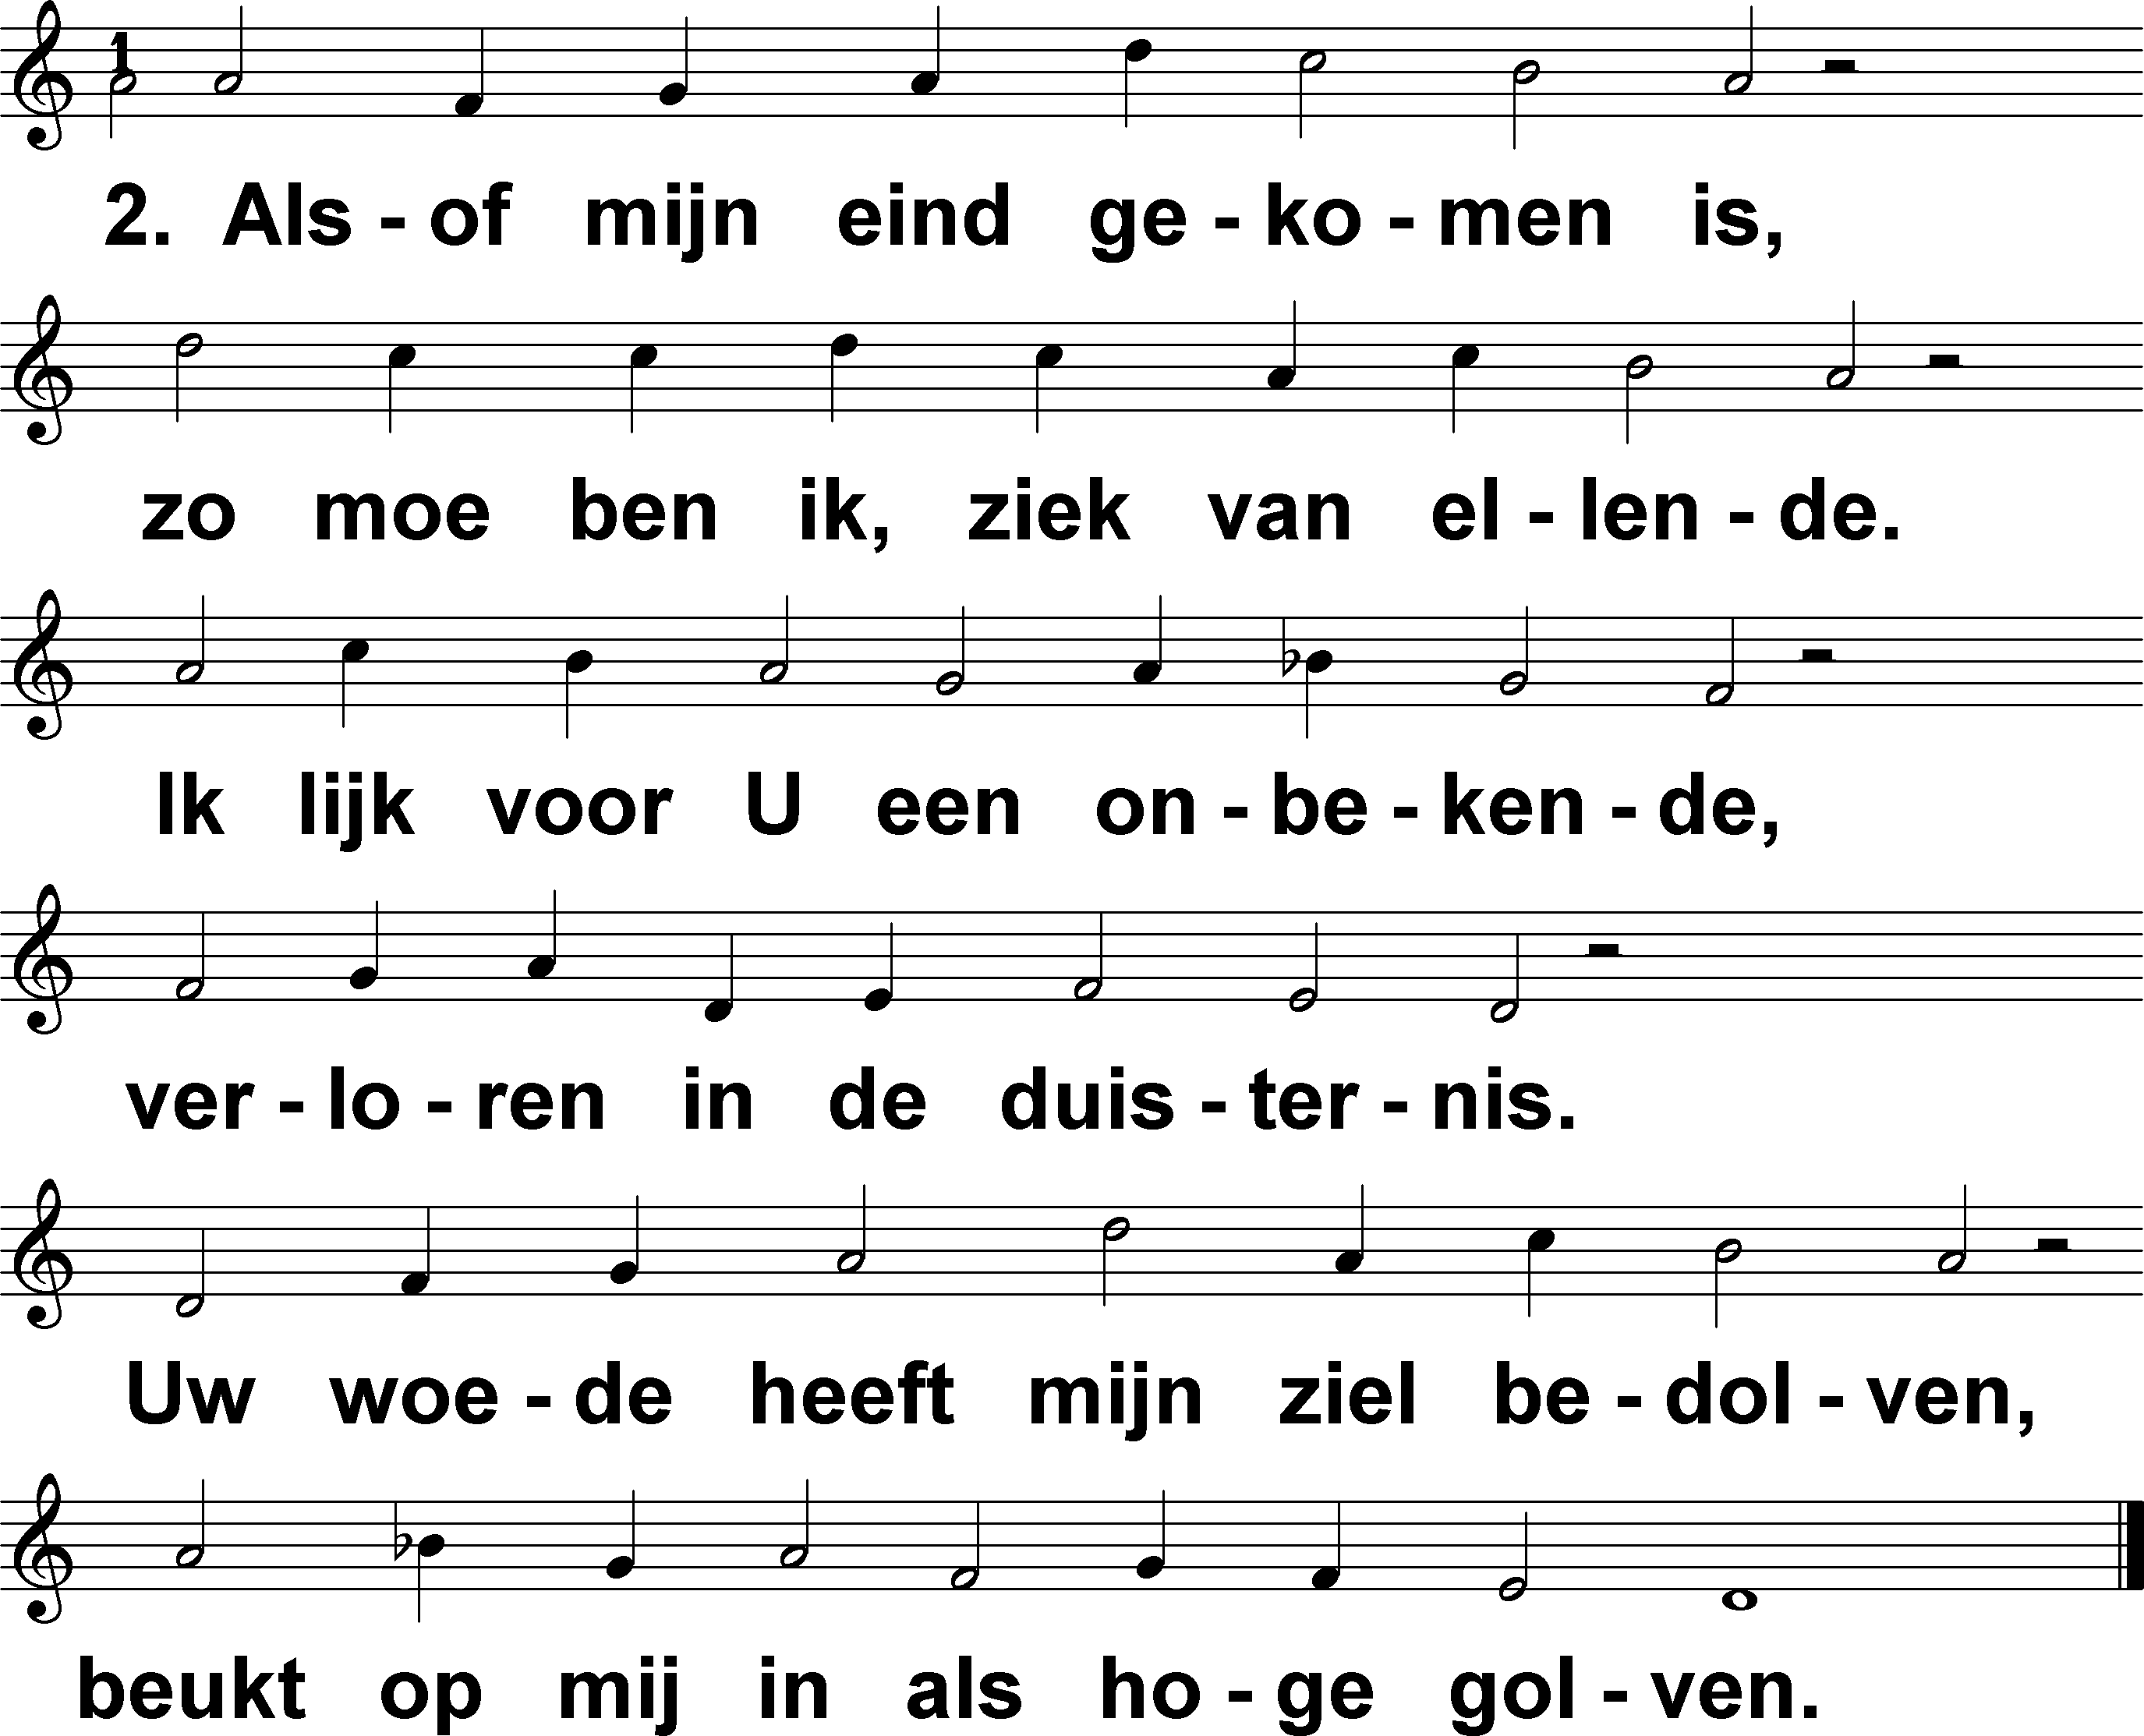 1
2. Als - of mijn eind ge - ko - men is,
zo moe ben ik, ziek van el - len - de.
Ik lijk voor U een on - be - ken - de,
ver - lo - ren in de duis - ter - nis.
Uw woe - de heeft mijn ziel be - dol - ven,
beukt op mij in als ho - ge gol - ven.